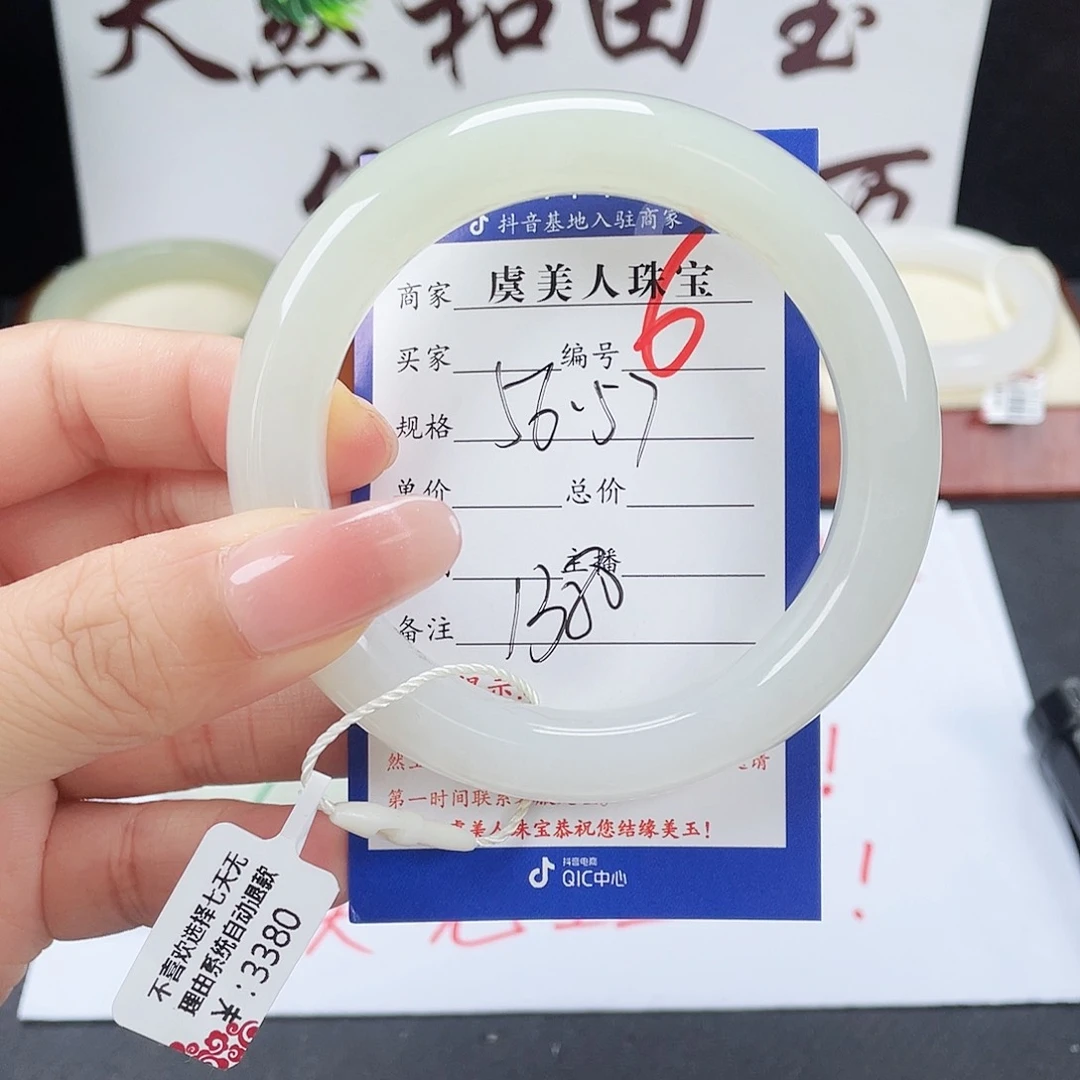 天然和田玉
抖音基地入驻商家
商家 虞美人珠宝
买家 编号 6
规格 56-57
单价 总价
主播
备注 1380
提示
第一时间联系
虞美人珠宝恭祝您结缘美玉!
抖音电商
QIC中心
不喜欢选择七天无
理由系统自动退款
:3380